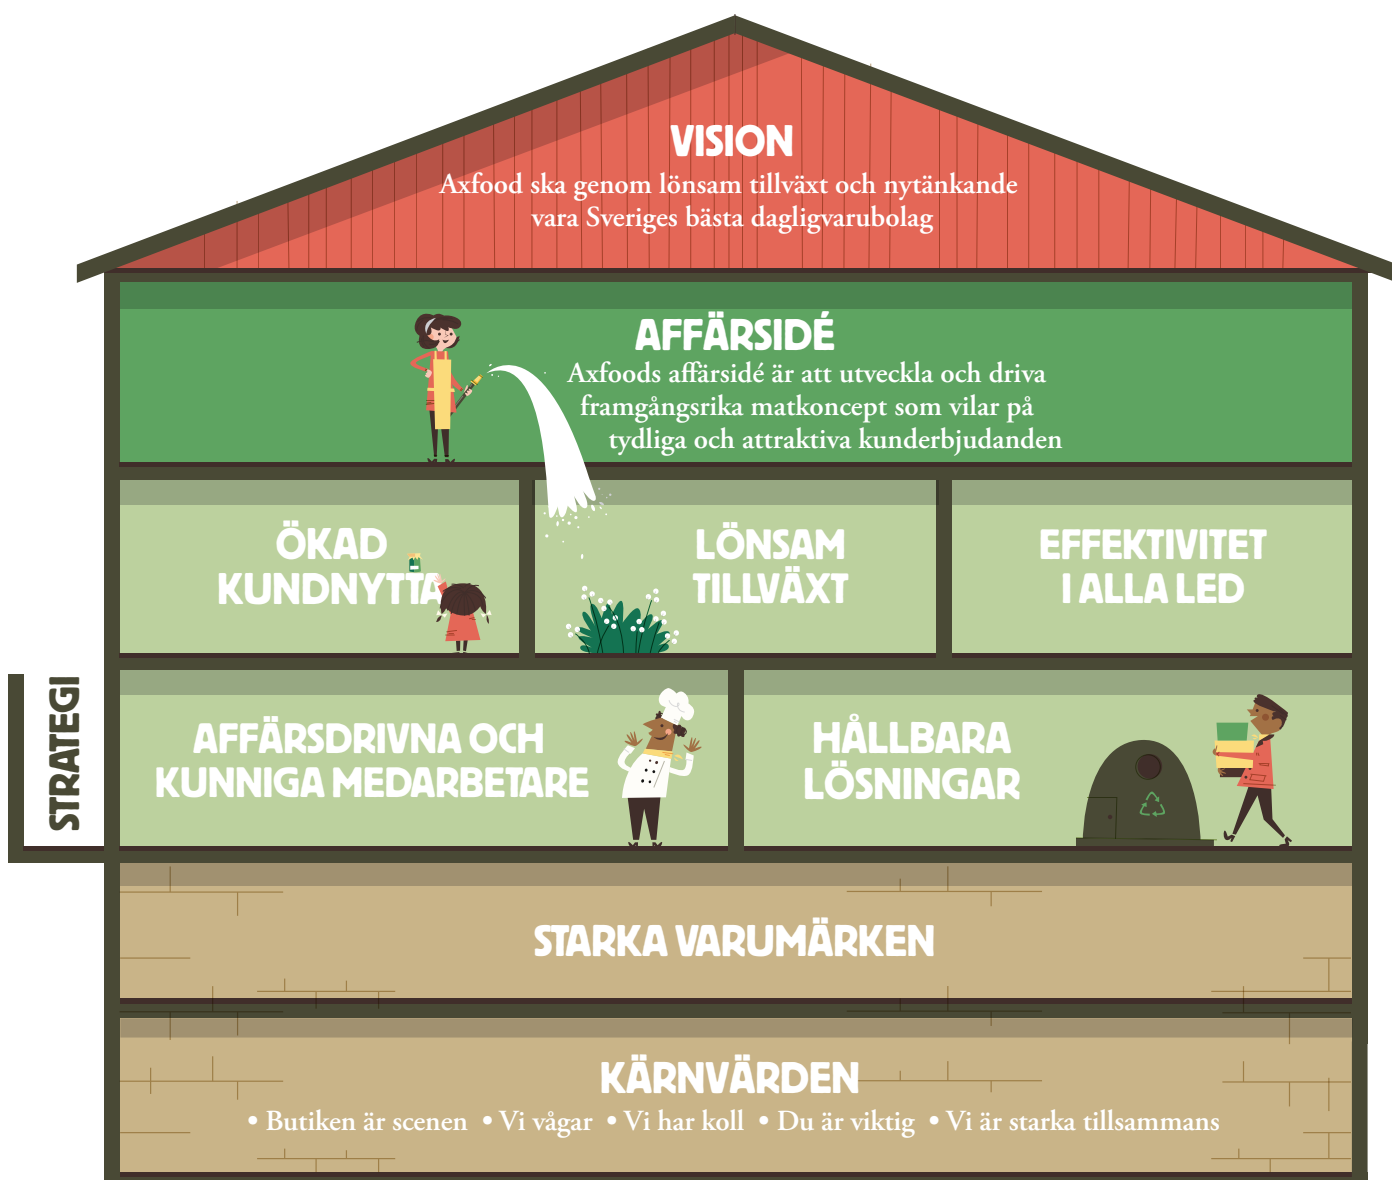 VISION
Axfood ska genom lönsam tillväxt och nytänkande
vara Sveriges bästa dagligvarubolag
AFFÄRSIDÉ
Axfoods affärsidé är att utveckla och driva
framgångsrika matkoncept som vilar på
tydliga och attraktiva kunderbjudanden
ÖKAD
KUNDNYTTA
LÖNSAM
TILLVÄXT
EFFEKTIVITET
I ALLA LED
STRATEGI
AFFÄRSDRIVNA OCH
KUNNIGA MEDARBETARE
HÅLLBARA
LÖSNINGAR
STARKA VARUMÄRKEN
KÄRNVÄRDEN
• Butiken är scenen • Vi vågar • Vi har koll • Du är viktig • Vi är starka tillsammans